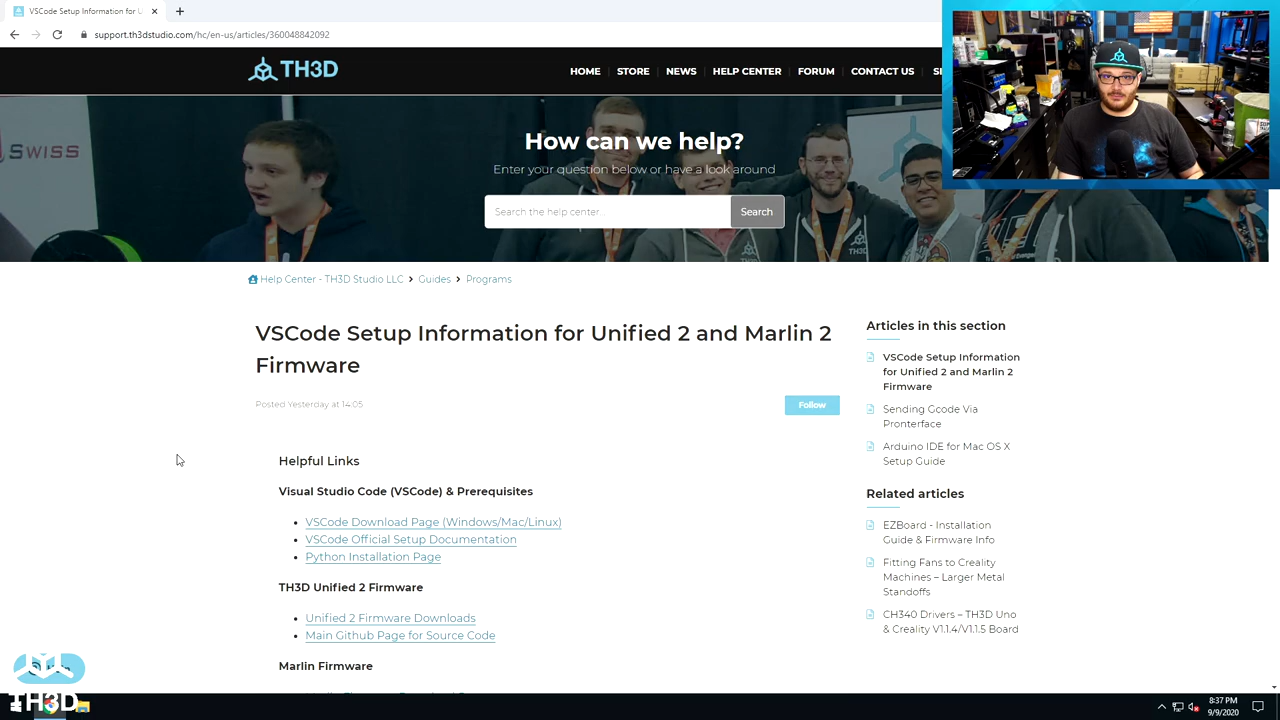 VSCode Setup Information for U
support.th3dstudio.com/hc/en-us/articles/360048842092
TH3D
HOME STORE NEWS HELP CENTER FORUM CONTACT US
SWISS
How can we help?
Enter your question below or have a look around
Search the help center..
Search
Help Center - TH3D Studio LLC > Guides > Programs
VSCode Setup Information for Unified 2 and Marlin 2
Firmware
Posted Yesterday at 14:05
Follow
Helpful Links
Visual Studio Code (VSCode) & Prerequisites
VSCode Download Page (Windows/Mac/Linux)
VSCode Official Setup Documentation
Python Installation Page
TH3D Unified 2 Firmware
Unified 2 Firmware Downloads
Main Github Page for Source Code
Marlin Firmware
Articles in this section
VSCode Setup Information
for Unified 2 and Marlin 2
Firmware
Sending Gcode Via
Pronterface
Arduino IDE for Mac OS X
Setup Guide
Related articles
EZBoard - Installation
Guide & Firmware Info
Fitting Fans to Creality
Machines – Larger Metal
Standoffs
CH340 Drivers – TH3D Uno
& Creality V1.1.4/V1.1.5 Board
TH3D
8:37 PM
9/9/2020